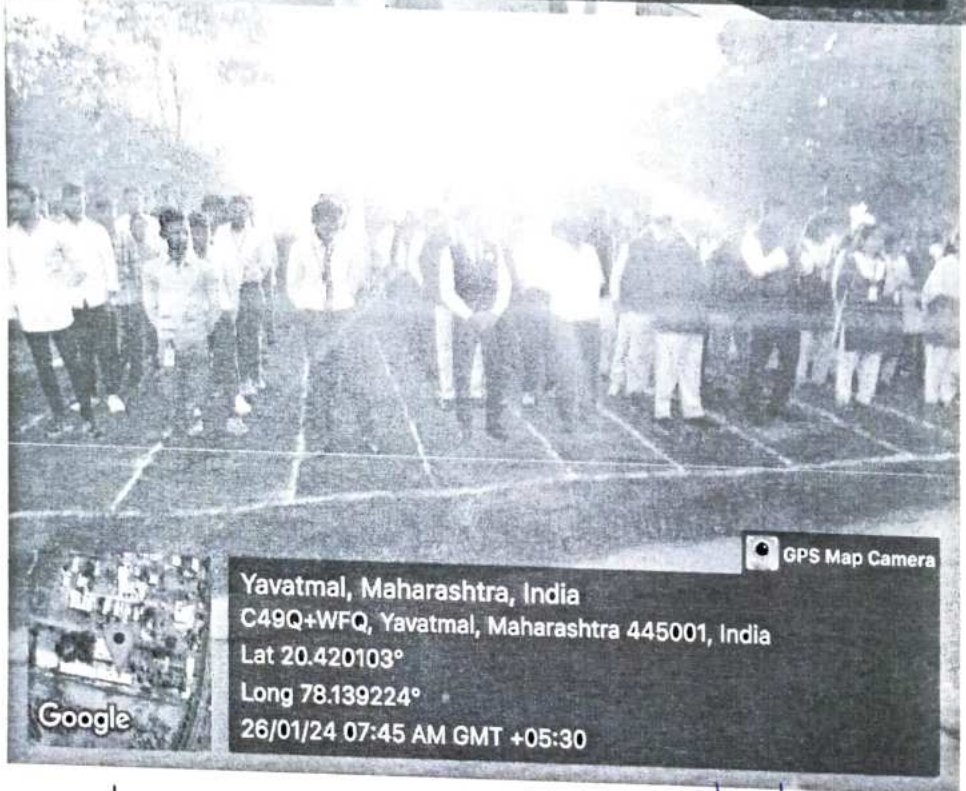 GPS Map Camera
Yavatmal, Maharashtra, India
C49Q+WFQ, Yavatmal, Maharashtra 445001, India
Lat 20.420103°
Long 78.139224°
26/01/24 07:45 AM GMT +05:30
Google